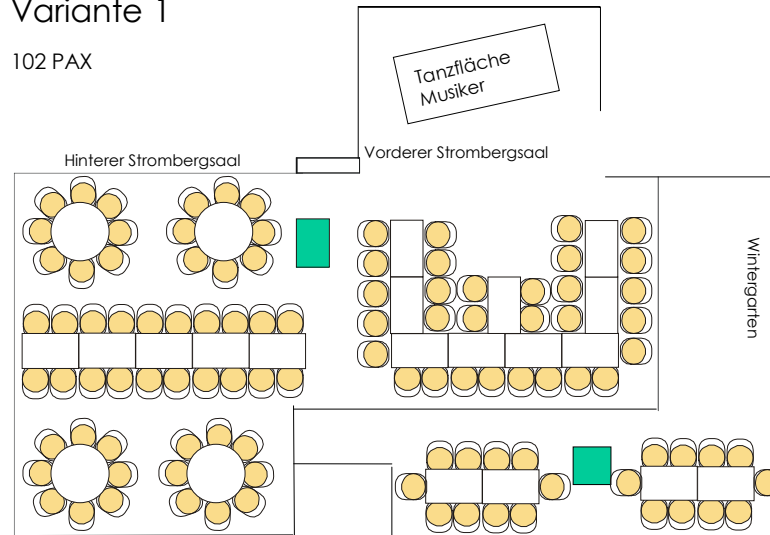 Variante 1
102 PAX
Tanzfläche
Musiker
Hinterer Strombergsaal
Vorderer Strombergsaal
Wintergarten